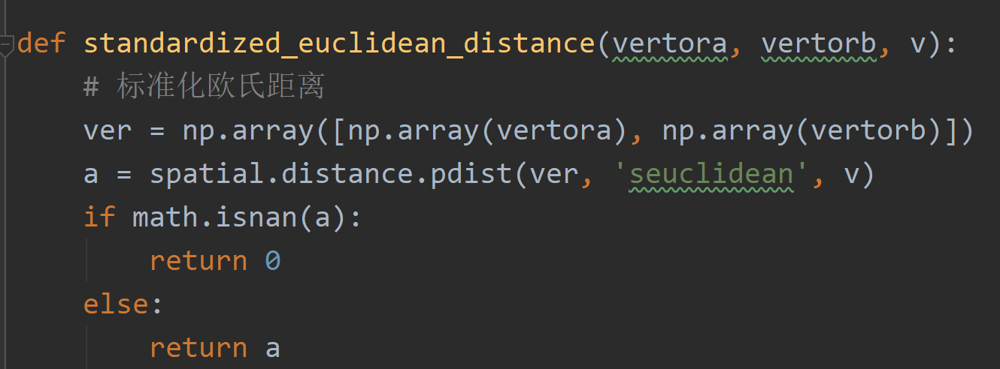 def standardized_euclidean_distance(vertora, vertorb, v):
    # 标准化欧氏距离
    ver = np.array([np.array(vertora), np.array(vertorb)])
    a = spatial.distance.pdist(ver, 'seuclidean', v)
    if math.isnan(a):
        return 0
    else:
        return a